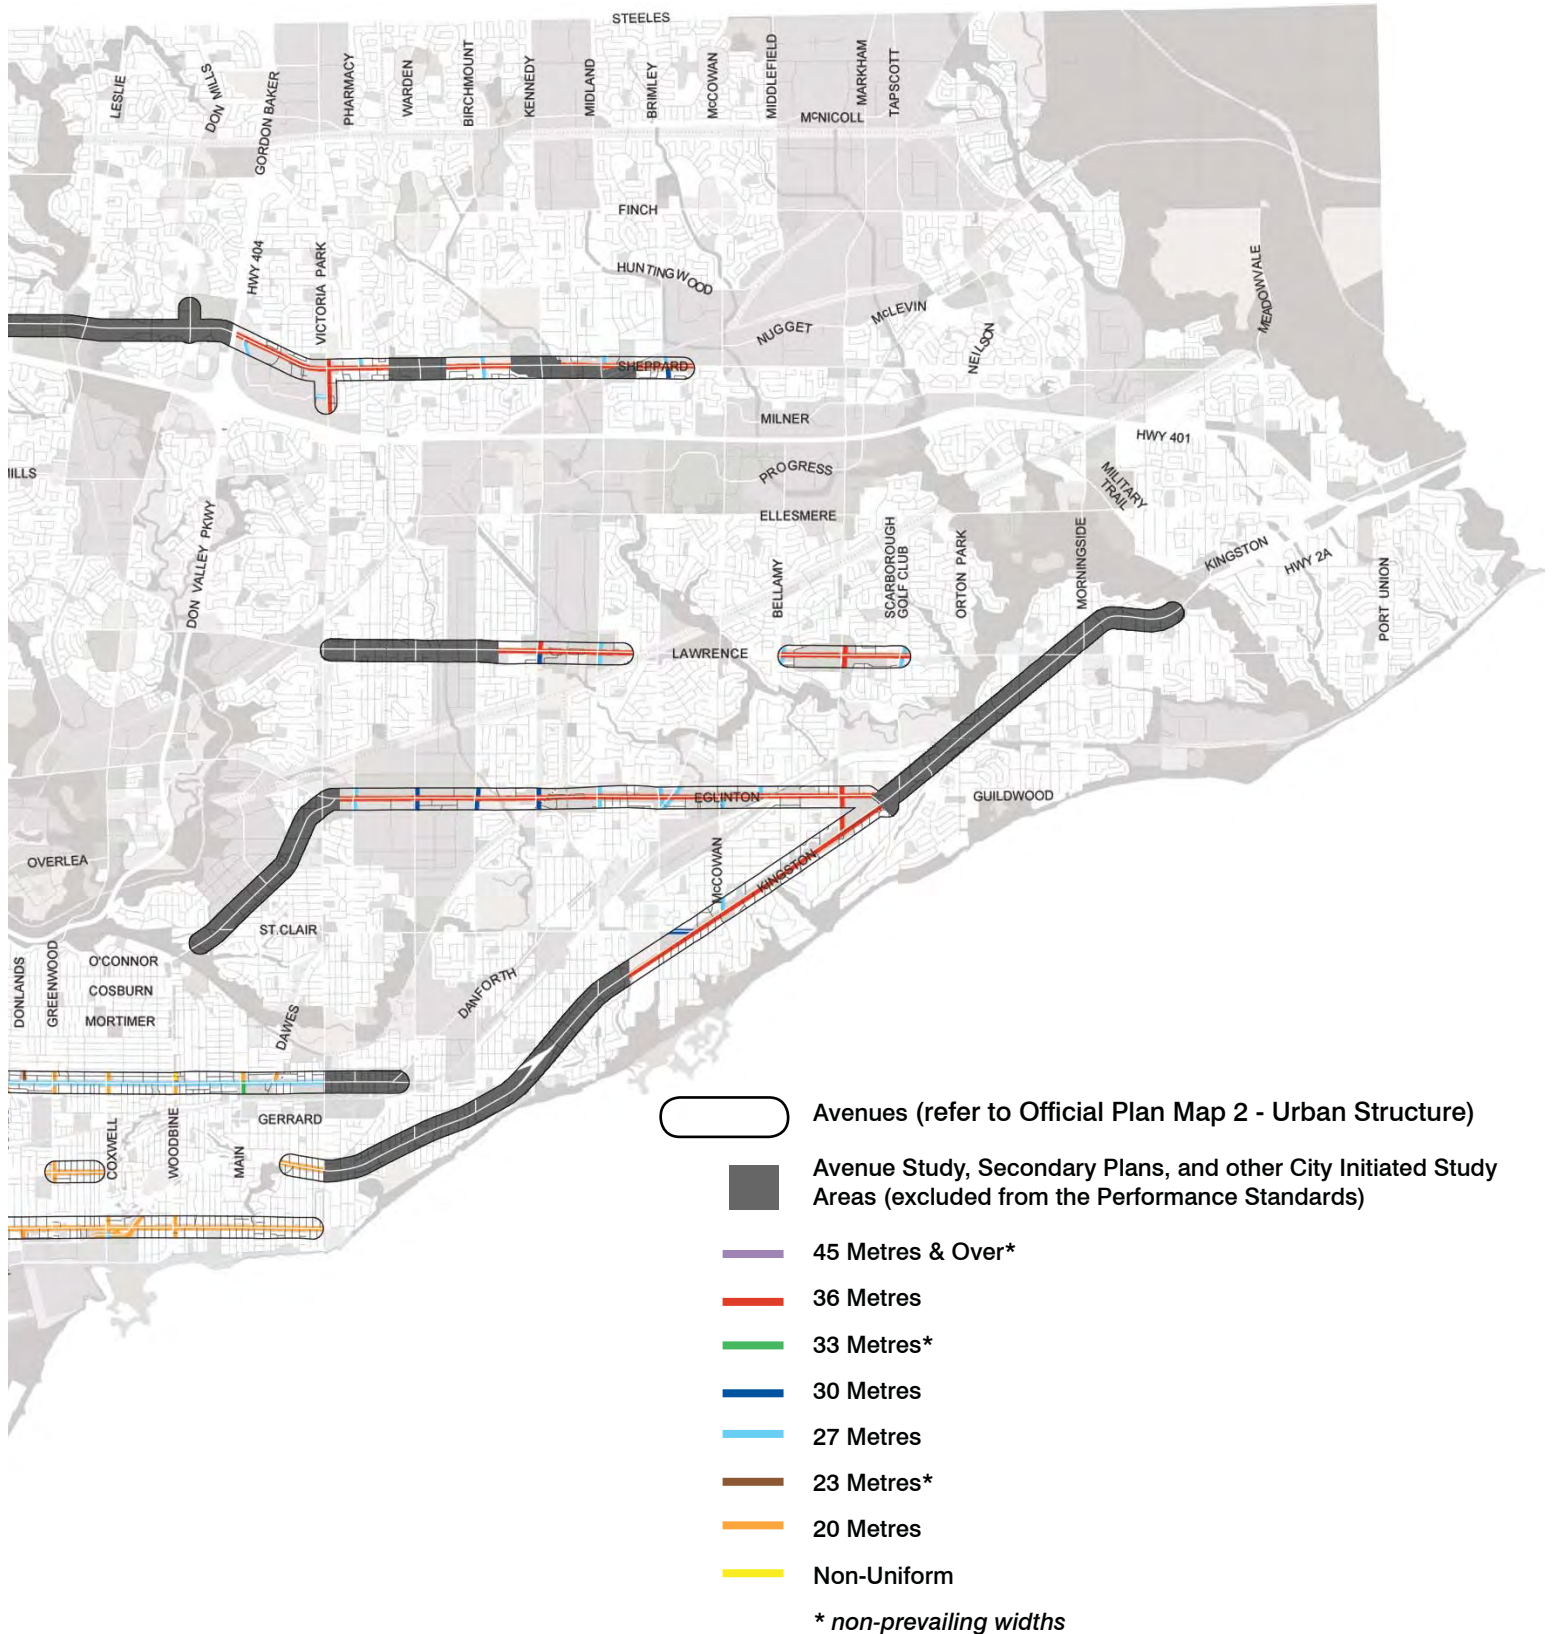 STEELES
LESLIE
DON MILLS
GORDON BAKER
PHARMACY
WARDEN
BIRCHMOUNT
KENNEDY
MIDLAND
BRIMLEY
McCOWAN
MIDDLEFIELD
MARKHAM
TAPSCOTT
McNICOLL
FINCH
HWY 404
VICTORIA PARK
HUNTINGWOOD
NUGGET
McLEVIN
NEILSON
MEADOWVALE
SHEPPARD
MILNER
HWY 401
ILLS
PROGRESS
MILITARY
TRAIL
ELLESMERE
DON VALLEY PKWY
BELLAMY
SCARBOROUGH
GOLF CLUB
ORTON PARK
MORNINGSIDE
KINGSTON
HWY 2A
PORT UNION
LAWRENCE
EGLINTON
GUILDWOOD
OVERLEA
McCOWAN
KINGSTON
ST.CLAIR
DONLANDS
GREENWOOD
O'CONNOR
COSBURN
MORTIMER
DAWES
DANFORTH
GERRARD
COXWELL
WOODBINE
MAIN
Avenues (refer to Official Plan Map 2 - Urban Structure)
Avenue Study, Secondary Plans, and other City Initiated Study
Areas (excluded from the Performance Standards)
45 Metres & Over*
36 Metres
33 Metres*
30 Metres
27 Metres
23 Metres*
20 Metres
Non-Uniform
* non-prevailing widths